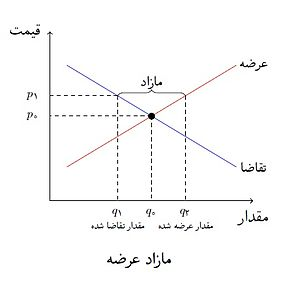 قیمت
عرضه
مازاد
p۱
p۰
تقاضا
q۱ q۰ q۲
مقدار
مقدار تقاضا شده مقدار عرضه شده
مازاد عرضه